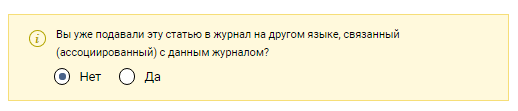 Вы уже подавали эту статью в журнал на другом языке, связанный
(ассоциированный) с данным журналом?
Нет Да